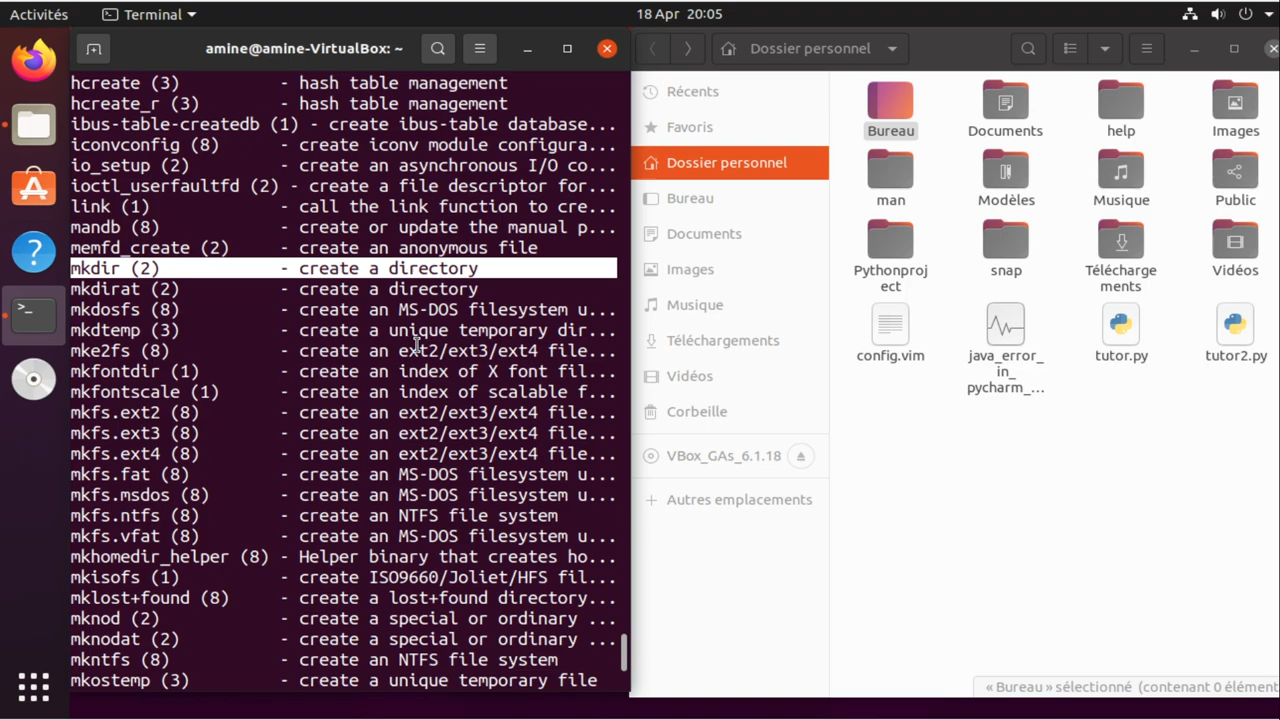 Activités
Terminal
18 Apr 20:05
amine@amine-VirtualBox: ~
hcreate (3) - hash table management
hcreate_r (3) - hash table management
ibus-table-createdb (1) - create ibus-table database...
iconvconfig (8) - create iconv module configura...
io_setup (2) - create an asynchronous I/O co...
ioctl_userfaultfd (2) - create a file descriptor for...
link (1) - call the link function to cre...
mandb (8) - create or update the manual p...
memfd_create (2) - create an anonymous file
mkdir (2) - create a directory
mkdirat (2) - create a directory
mkdosfs (8) - create an MS-DOS filesystem u...
mkdtemp (3) - create a unique temporary dir...
mke2fs (8) - create an ext2/ext3/ext4 file...
mkfontdir (1) - create an index of X font fil...
mkfontscale (1) - create an index of scalable f...
mkfs.ext2 (8) - create an ext2/ext3/ext4 file...
mkfs.ext3 (8) - create an ext2/ext3/ext4 file...
mkfs.ext4 (8) - create an ext2/ext3/ext4 file...
mkfs.fat (8) - create an MS-DOS filesystem u...
mkfs.msdos (8) - create an MS-DOS filesystem u...
mkfs.ntfs (8) - create an NTFS file system
mkfs.vfat (8) - create an MS-DOS filesystem u...
mkhomedir_helper (8) - Helper binary that creates ho...
mkisofs (1) - create ISO9660/Joliet/HFS fil...
mklost+found (8) - create a lost+found directory...
mknod (2) - create a special or ordinary ...
mknodat (2) - create a special or ordinary ...
mkntfs (8) - create an NTFS file system
mkostemp (3) - create a unique temporary file
Dossier personnel
Récents
Favoris
Dossier personnel
Bureau
Documents
Images
Musique
Téléchargements
Vidéos
Corbeille
VBox_GAs_6.1.18
+ Autres emplacements
Bureau Documents help Images
man Modèles Musique Public
Pythonproj
ect
snap
Télécharge
ments
Vidéos
config.vim
java_error_
in_
pycharm_...
tutor.py tutor2.py
« Bureau » sélectionné (contenant 0 élément